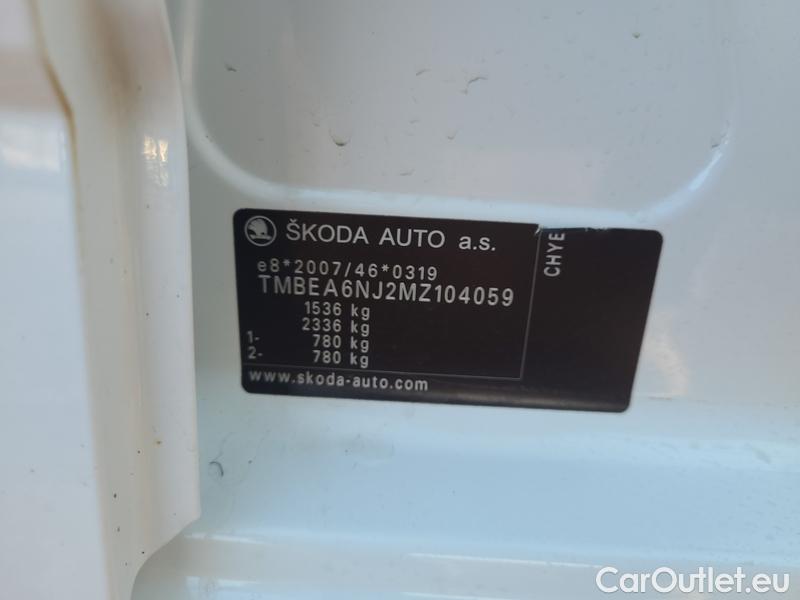 ŠKODA AUTO a.s.
e8*2007/46*0319
TMBEA6NJ2MZ104059
1536 kg
2336 kg
1- 780 kg
2- 780 kg
www.skoda-auto.com
CHYE
CarOutlet.eu